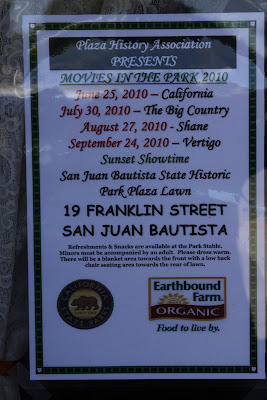 Plaza History Association
PRESENTS
MOVIES IN THE PARK 2010
June 25, 2010 – California
July 30, 2010 – The Big Country
August 27, 2010 - Shane
September 24, 2010 – Vertigo
Sunset Showtime
San Juan Bautista State Historic
Park Plaza Lawn
19 FRANKLIN STREET
SAN JUAN BAUTISTA
Refreshments & Snacks are available at the Park Stable.
Minors must be accompanied by an adult. Please dress warm.
There will be a blanket area towards the front with a low back
chair seating area towards the rear of lawn.
CALIFORNIA
STATE PARKS
Earthbound
Farm
ORGANIC
Food to live by.